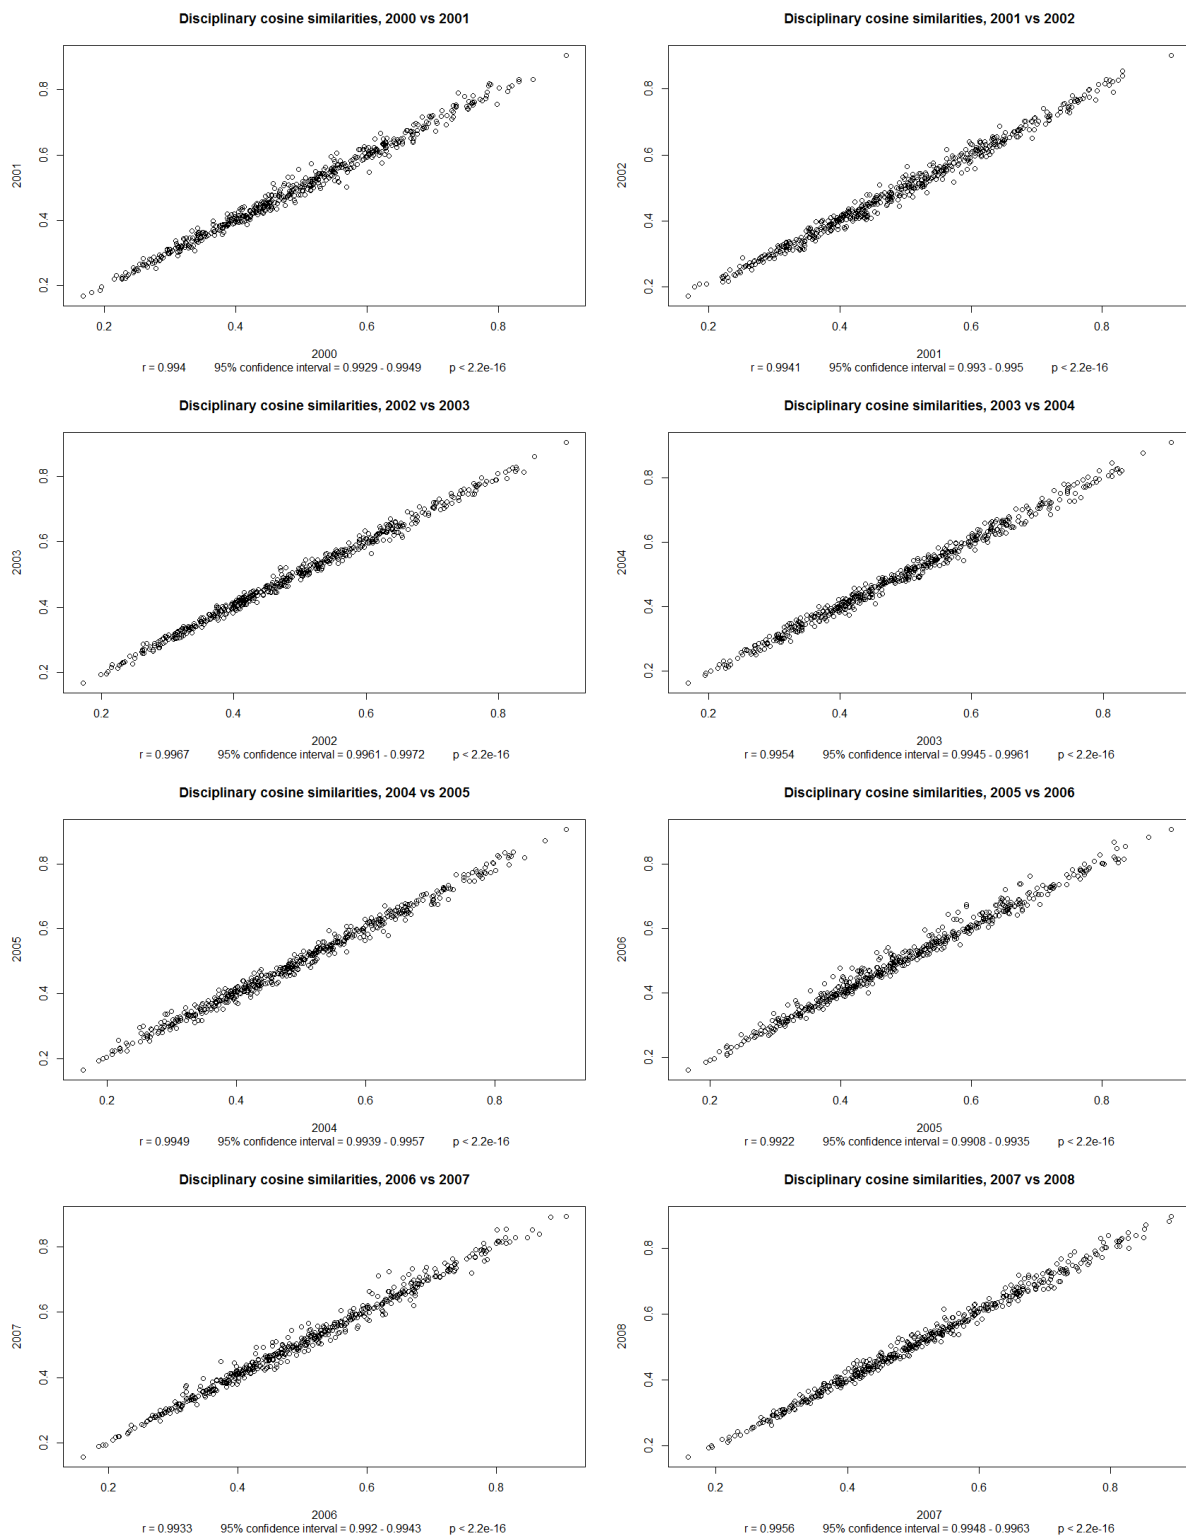 Disciplinary cosine similarities, 2000 vs 2001
0.8
0.6
0.4
0.2
2001
0.2 0.4 0.6 0.8
2000
r = 0.994 95% confidence interval = 0.9929 - 0.9949 p < 2.2e-16
Disciplinary cosine similarities, 2001 vs 2002
0.8
0.6
0.4
0.2
2002
0.2 0.4 0.6 0.8
2001
r = 0.9941 95% confidence interval = 0.993 - 0.995 p < 2.2e-16
Disciplinary cosine similarities, 2002 vs 2003
0.8
0.6
0.4
0.2
2003
0.2 0.4 0.6 0.8
2002
r = 0.9967 95% confidence interval = 0.9961 - 0.9972 p < 2.2e-16
Disciplinary cosine similarities, 2003 vs 2004
0.8
0.6
0.4
0.2
2004
0.2 0.4 0.6 0.8
2003
r = 0.9954 95% confidence interval = 0.9945 - 0.9961 p < 2.2e-16
Disciplinary cosine similarities, 2004 vs 2005
0.8
0.6
0.4
0.2
2005
0.2 0.4 0.6 0.8
2004
r = 0.9949 95% confidence interval = 0.9939 - 0.9957 p < 2.2e-16
Disciplinary cosine similarities, 2005 vs 2006
0.8
0.6
0.4
0.2
2006
0.2 0.4 0.6 0.8
2005
r = 0.9922 95% confidence interval = 0.9908 - 0.9935 p < 2.2e-16
Disciplinary cosine similarities, 2006 vs 2007
0.8
0.6
0.4
0.2
2007
0.2 0.4 0.6 0.8
2006
r = 0.9933 95% confidence interval = 0.992 - 0.9943 p < 2.2e-16
Disciplinary cosine similarities, 2007 vs 2008
0.8
0.6
0.4
0.2
2008
0.2 0.4 0.6 0.8
2007
r = 0.9956 95% confidence interval = 0.9948 - 0.9963 p < 2.2e-16